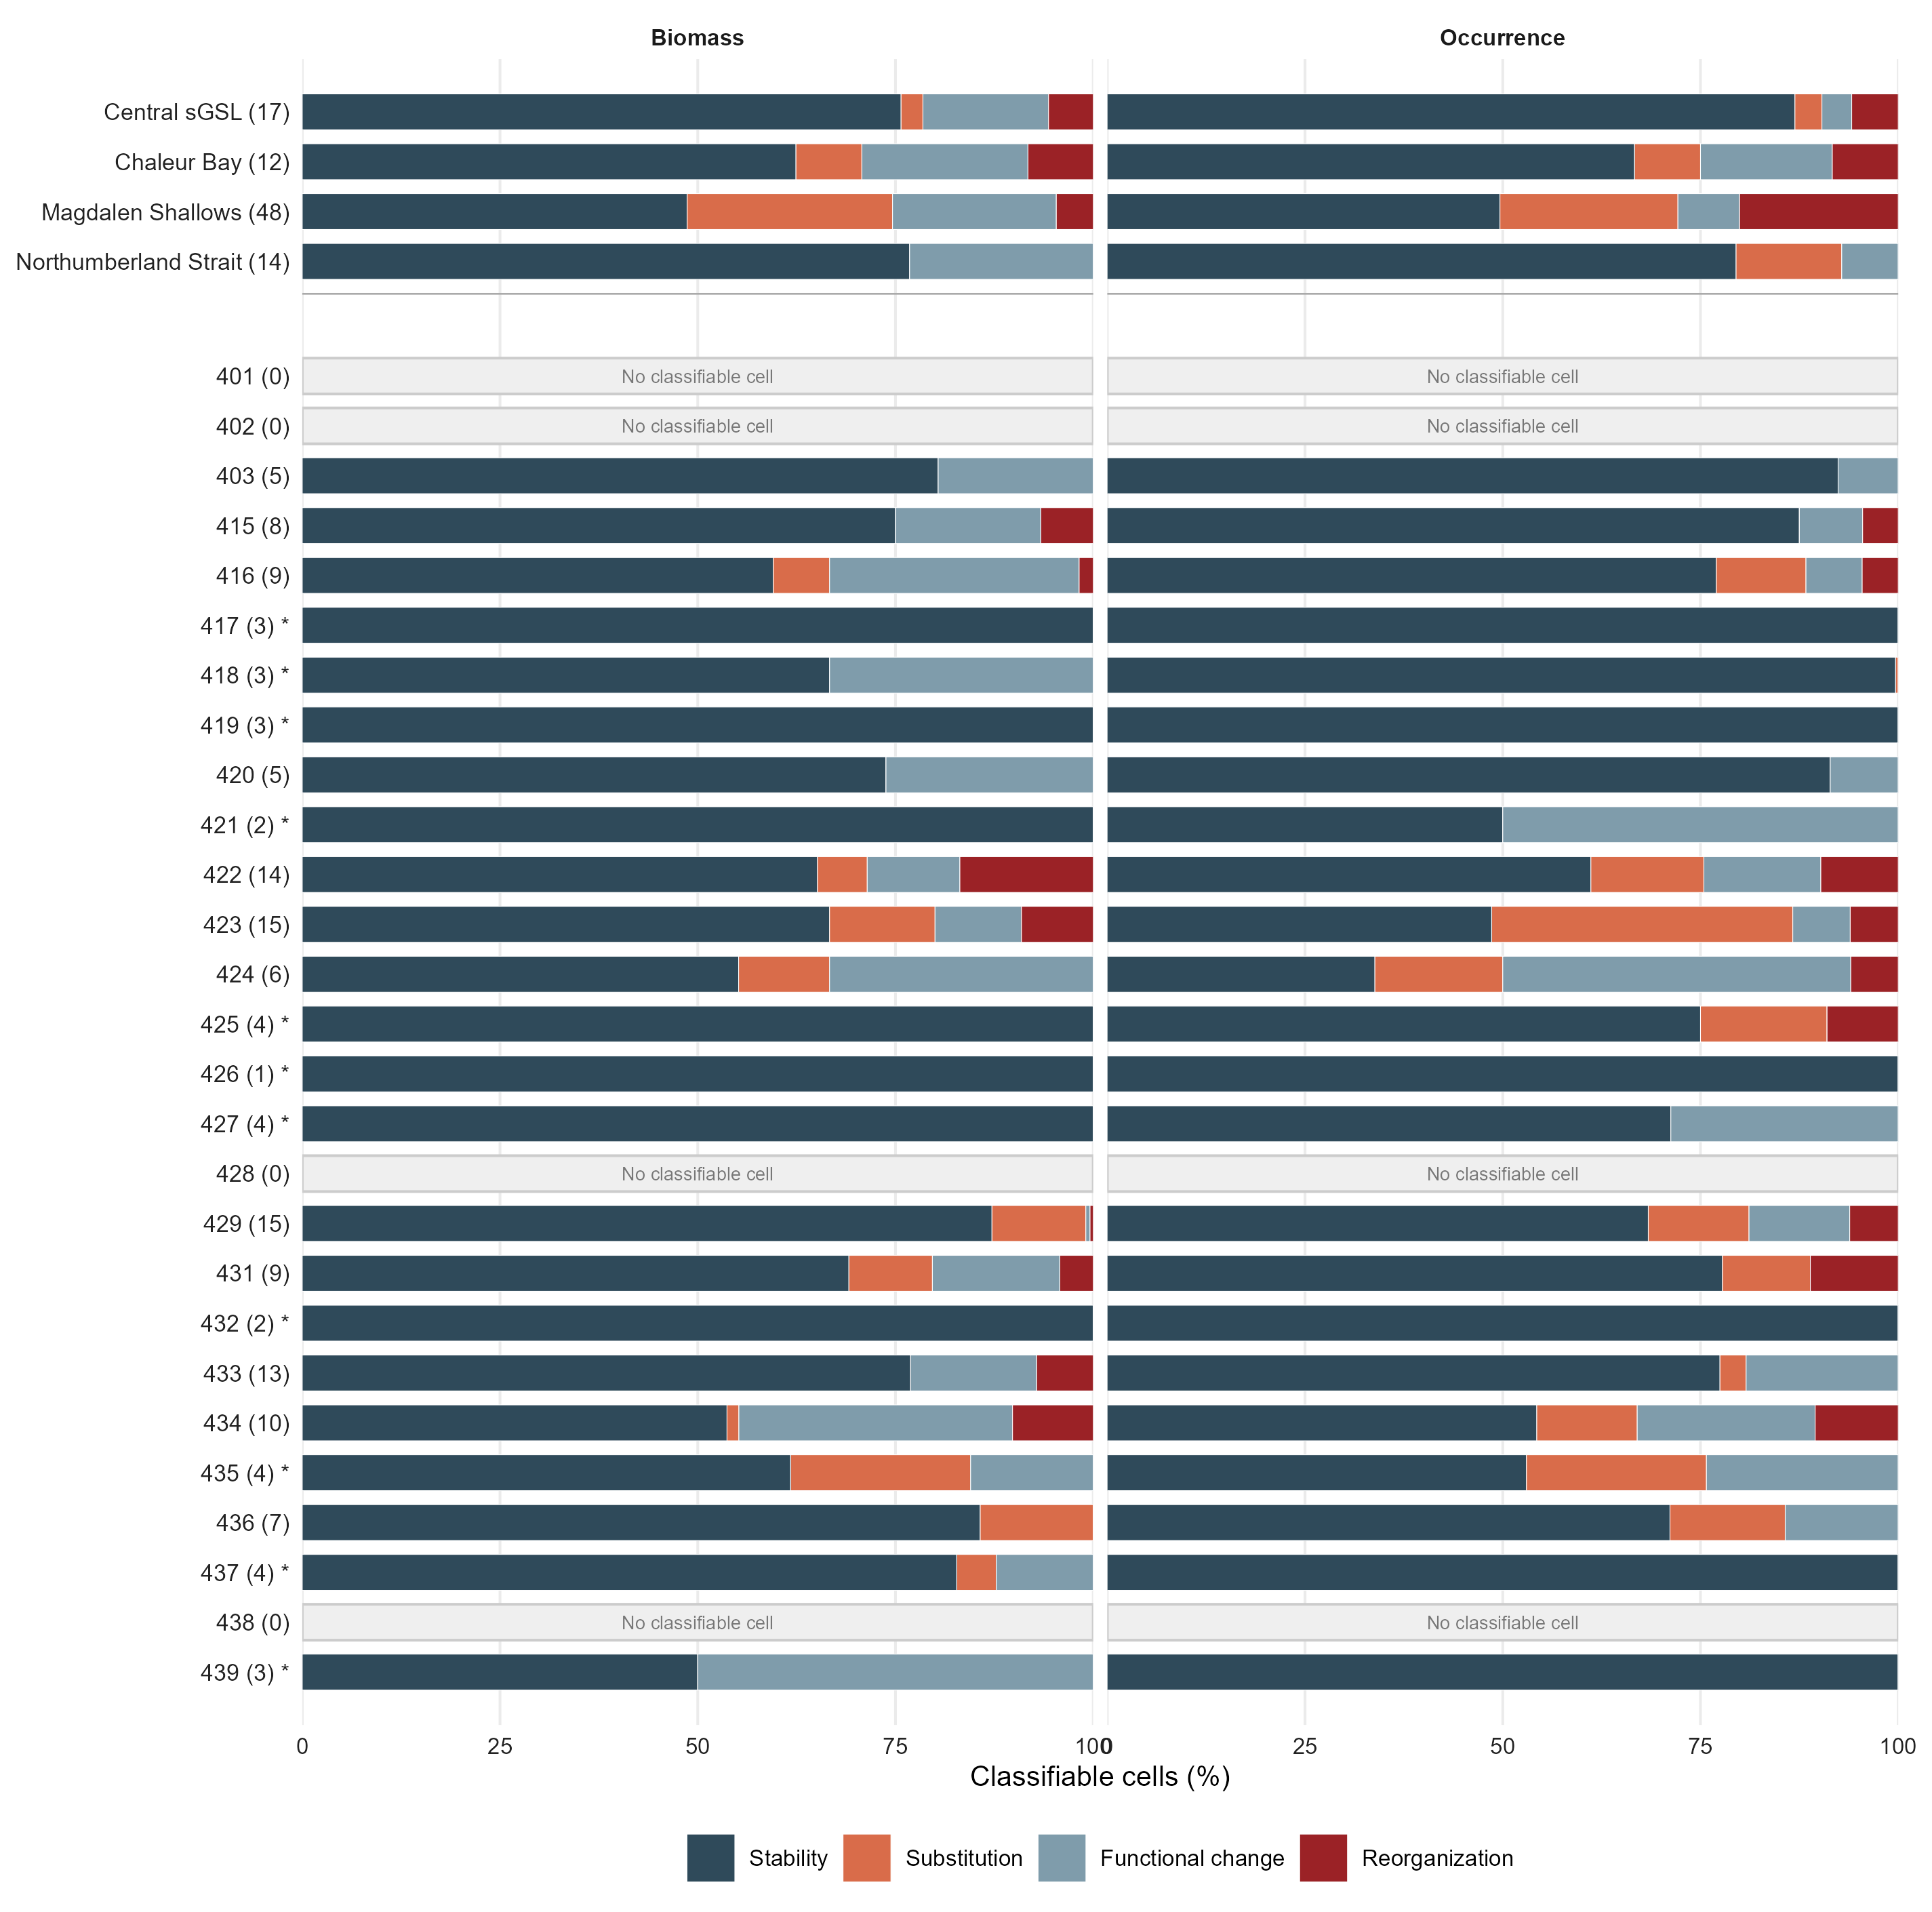 Biomass Occurrence
Central sGSL (17)
Chaleur Bay (12)
Magdalen Shallows (48)
Northumberland Strait (14)
401 (0) No classifiable cell No classifiable cell
402 (0) No classifiable cell No classifiable cell
403 (5)
415 (8)
416 (9)
417 (3) *
418 (3) *
419 (3) *
420 (5)
421 (2) *
422 (14)
423 (15)
424 (6)
425 (4) *
426 (1) *
427 (4) *
428 (0) No classifiable cell No classifiable cell
429 (15)
431 (9)
432 (2) *
433 (13)
434 (10)
435 (4) *
436 (7)
437 (4) *
438 (0) No classifiable cell No classifiable cell
439 (3) *
0 25 50 75 100 0 25 50 75 100
Classifiable cells (%)
Stability Substitution Functional change Reorganization